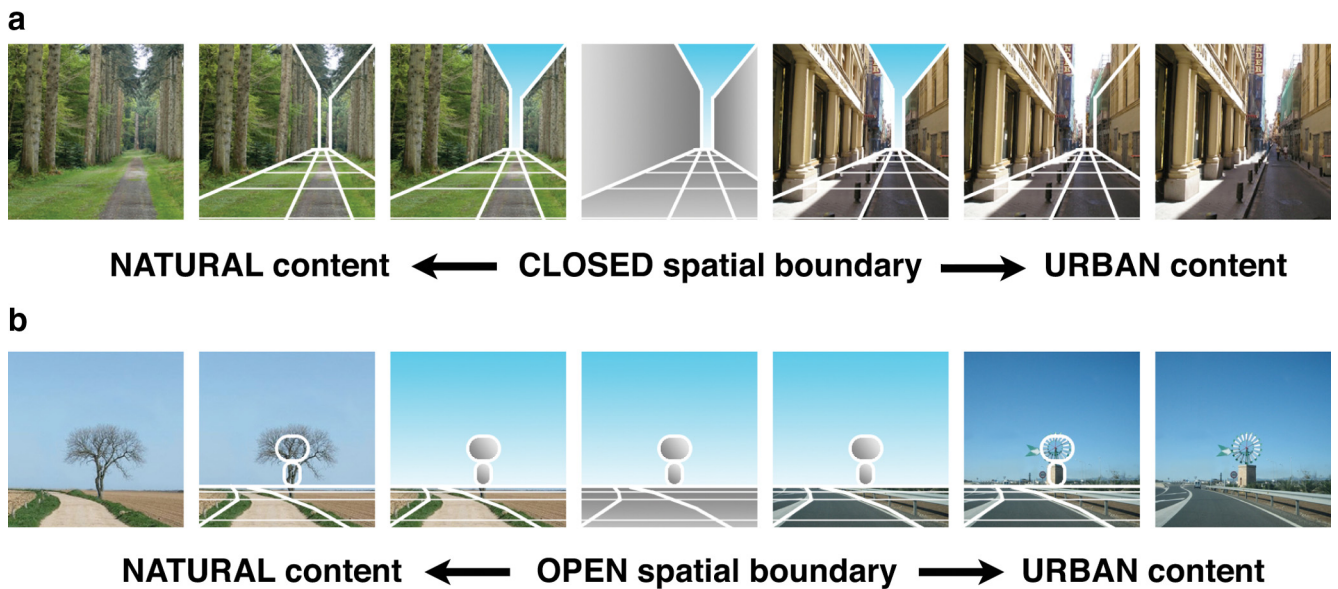 a
NATURAL content
CLOSED spatial boundary
URBAN content
b
NATURAL content
OPEN spatial boundary
URBAN content